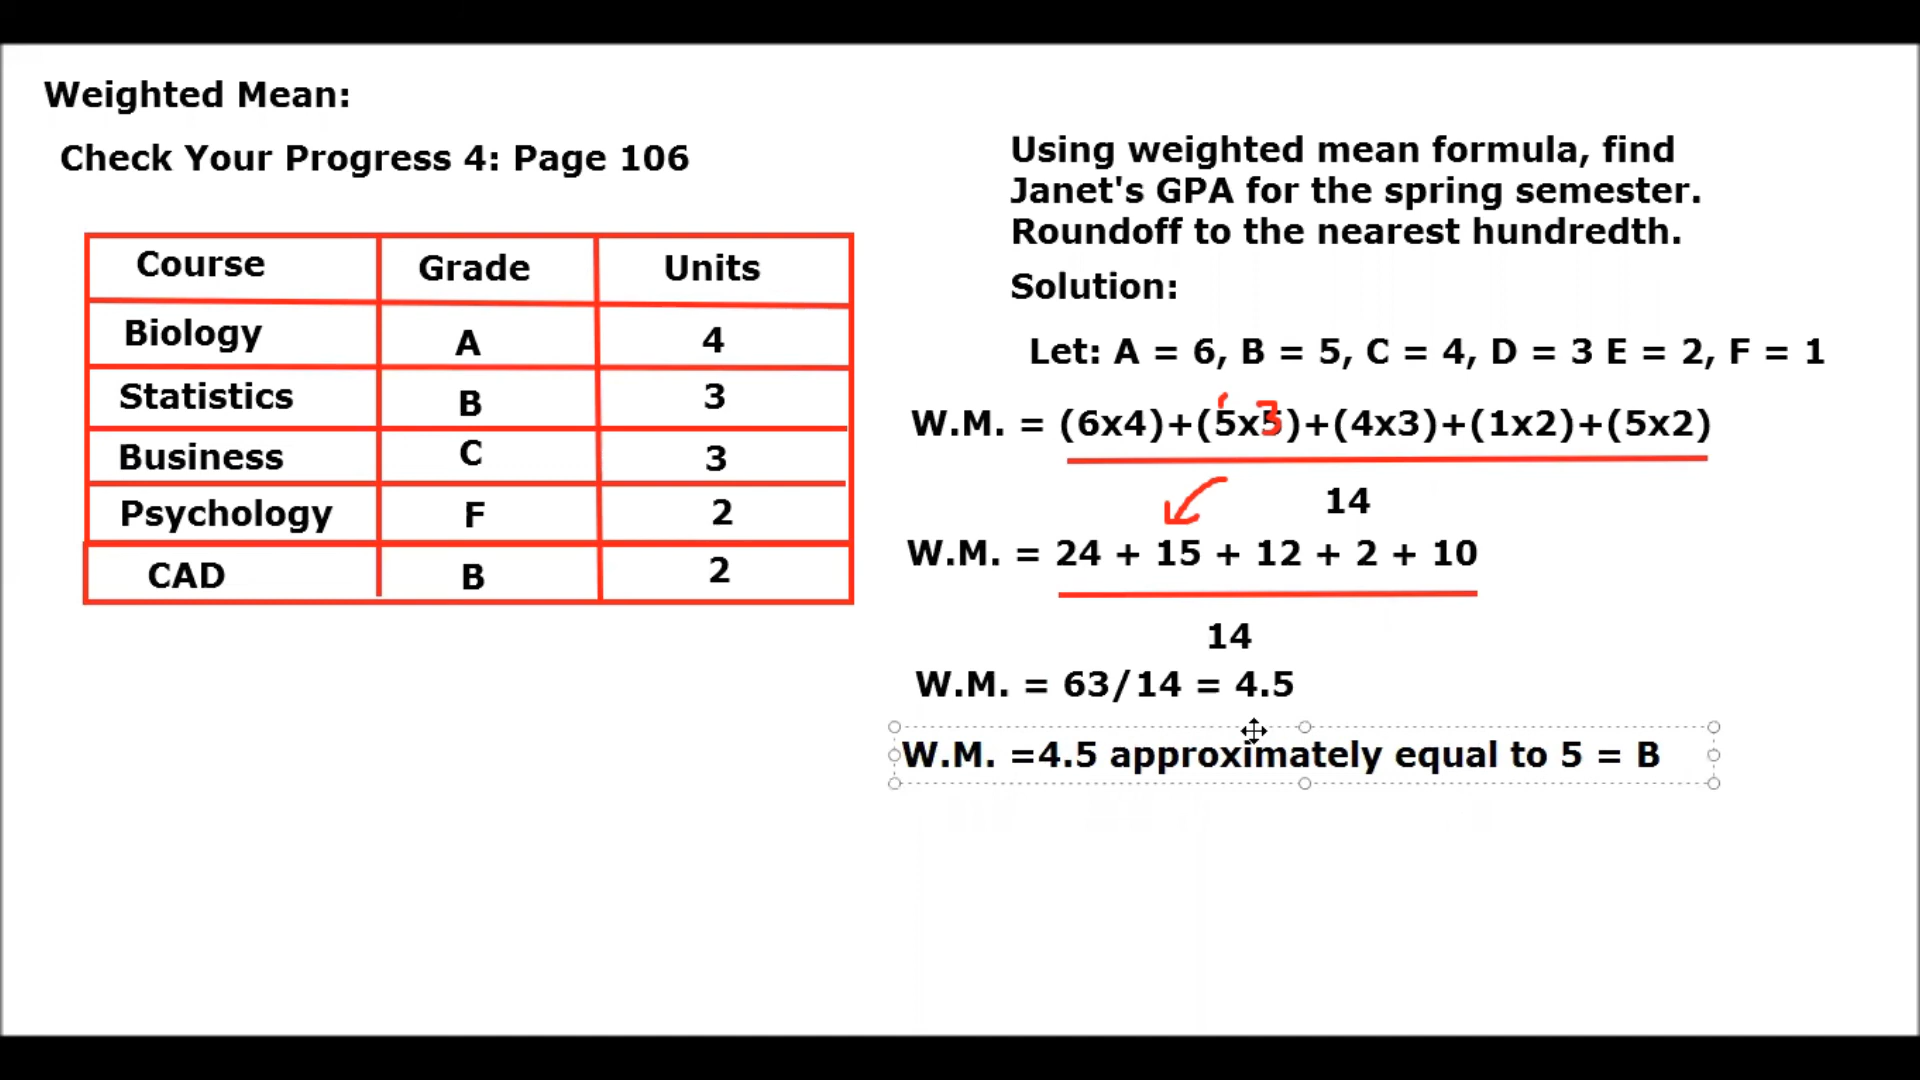 Weighted Mean:
Check Your Progress 4: Page 106
Course Grade Units
Biology A 4
Statistics B 3
Business C 3
Psychology F 2
CAD B 2
Using weighted mean formula, find
Janet's GPA for the spring semester.
Roundoff to the nearest hundredth.
Solution:
Let: A = 6, B = 5, C = 4, D = 3 E = 2, F = 1
W.M. = (6x4)+(5x3)+(4x3)+(1x2)+(5x2)
14
W.M. = 24 + 15 + 12 + 2 + 10
14
W.M. = 63/14 = 4.5
W.M. =4.5 approximately equal to 5 = B